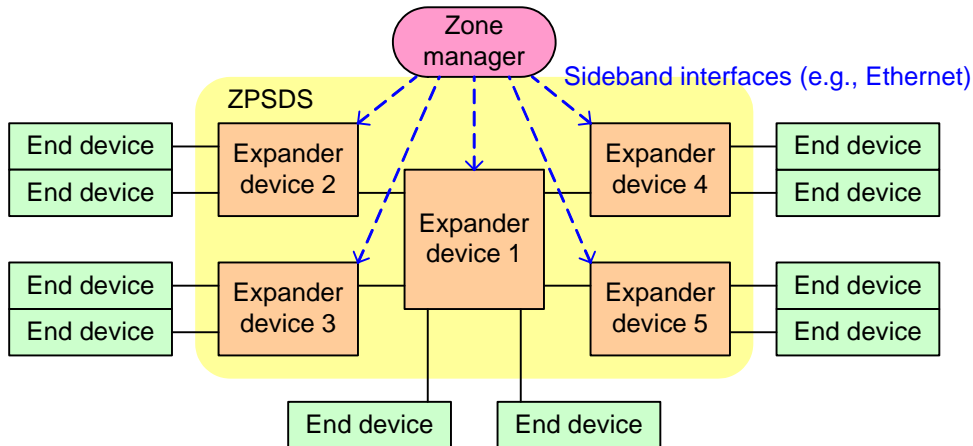 Zone
manager
Sideband interfaces (e.g., Ethernet)
ZPSDS
End device
End device
Expander
device 2
Expander
device 4
End device
End device
Expander
device 1
End device
End device
Expander
device 3
Expander
device 5
End device
End device
End device
End device